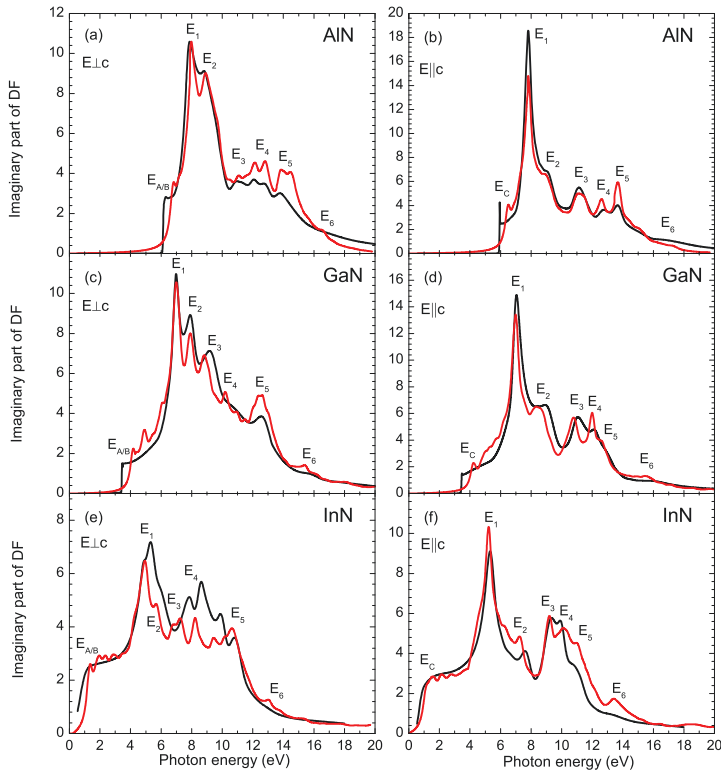 (a) E1 AlN
E⊥c
E2
E3 E4 E5
EA/B
E6
Imaginary part of DF
0 2 4 6 8 10 12
(b) E1 AlN
E||c
EC E2 E3 E4 E5 E6
0 2 4 6 8 10 12 14 16 18 20
(c) E1 GaN
E⊥c
E2
E3
E4 E5
EA/B
E6
Imaginary part of DF
0 2 4 6 8 10
(d) E1 GaN
E||c
E2
E3 E4
E5
EC
E6
0 2 4 6 8 10 12 14 16
(e) E1 InN
E⊥c
E4
E3
E2 E5
EA/B
E6
Imaginary part of DF
0 2 4 6 8
0 2 4 6 8 10 12 14 16 18 20
Photon energy (eV)
(f) E1 InN
E||c
E3 E4
E2 E5
EC
E6
0 2 4 6 8 10
0 2 4 6 8 10 12 14 16 18 20
Photon energy (eV)